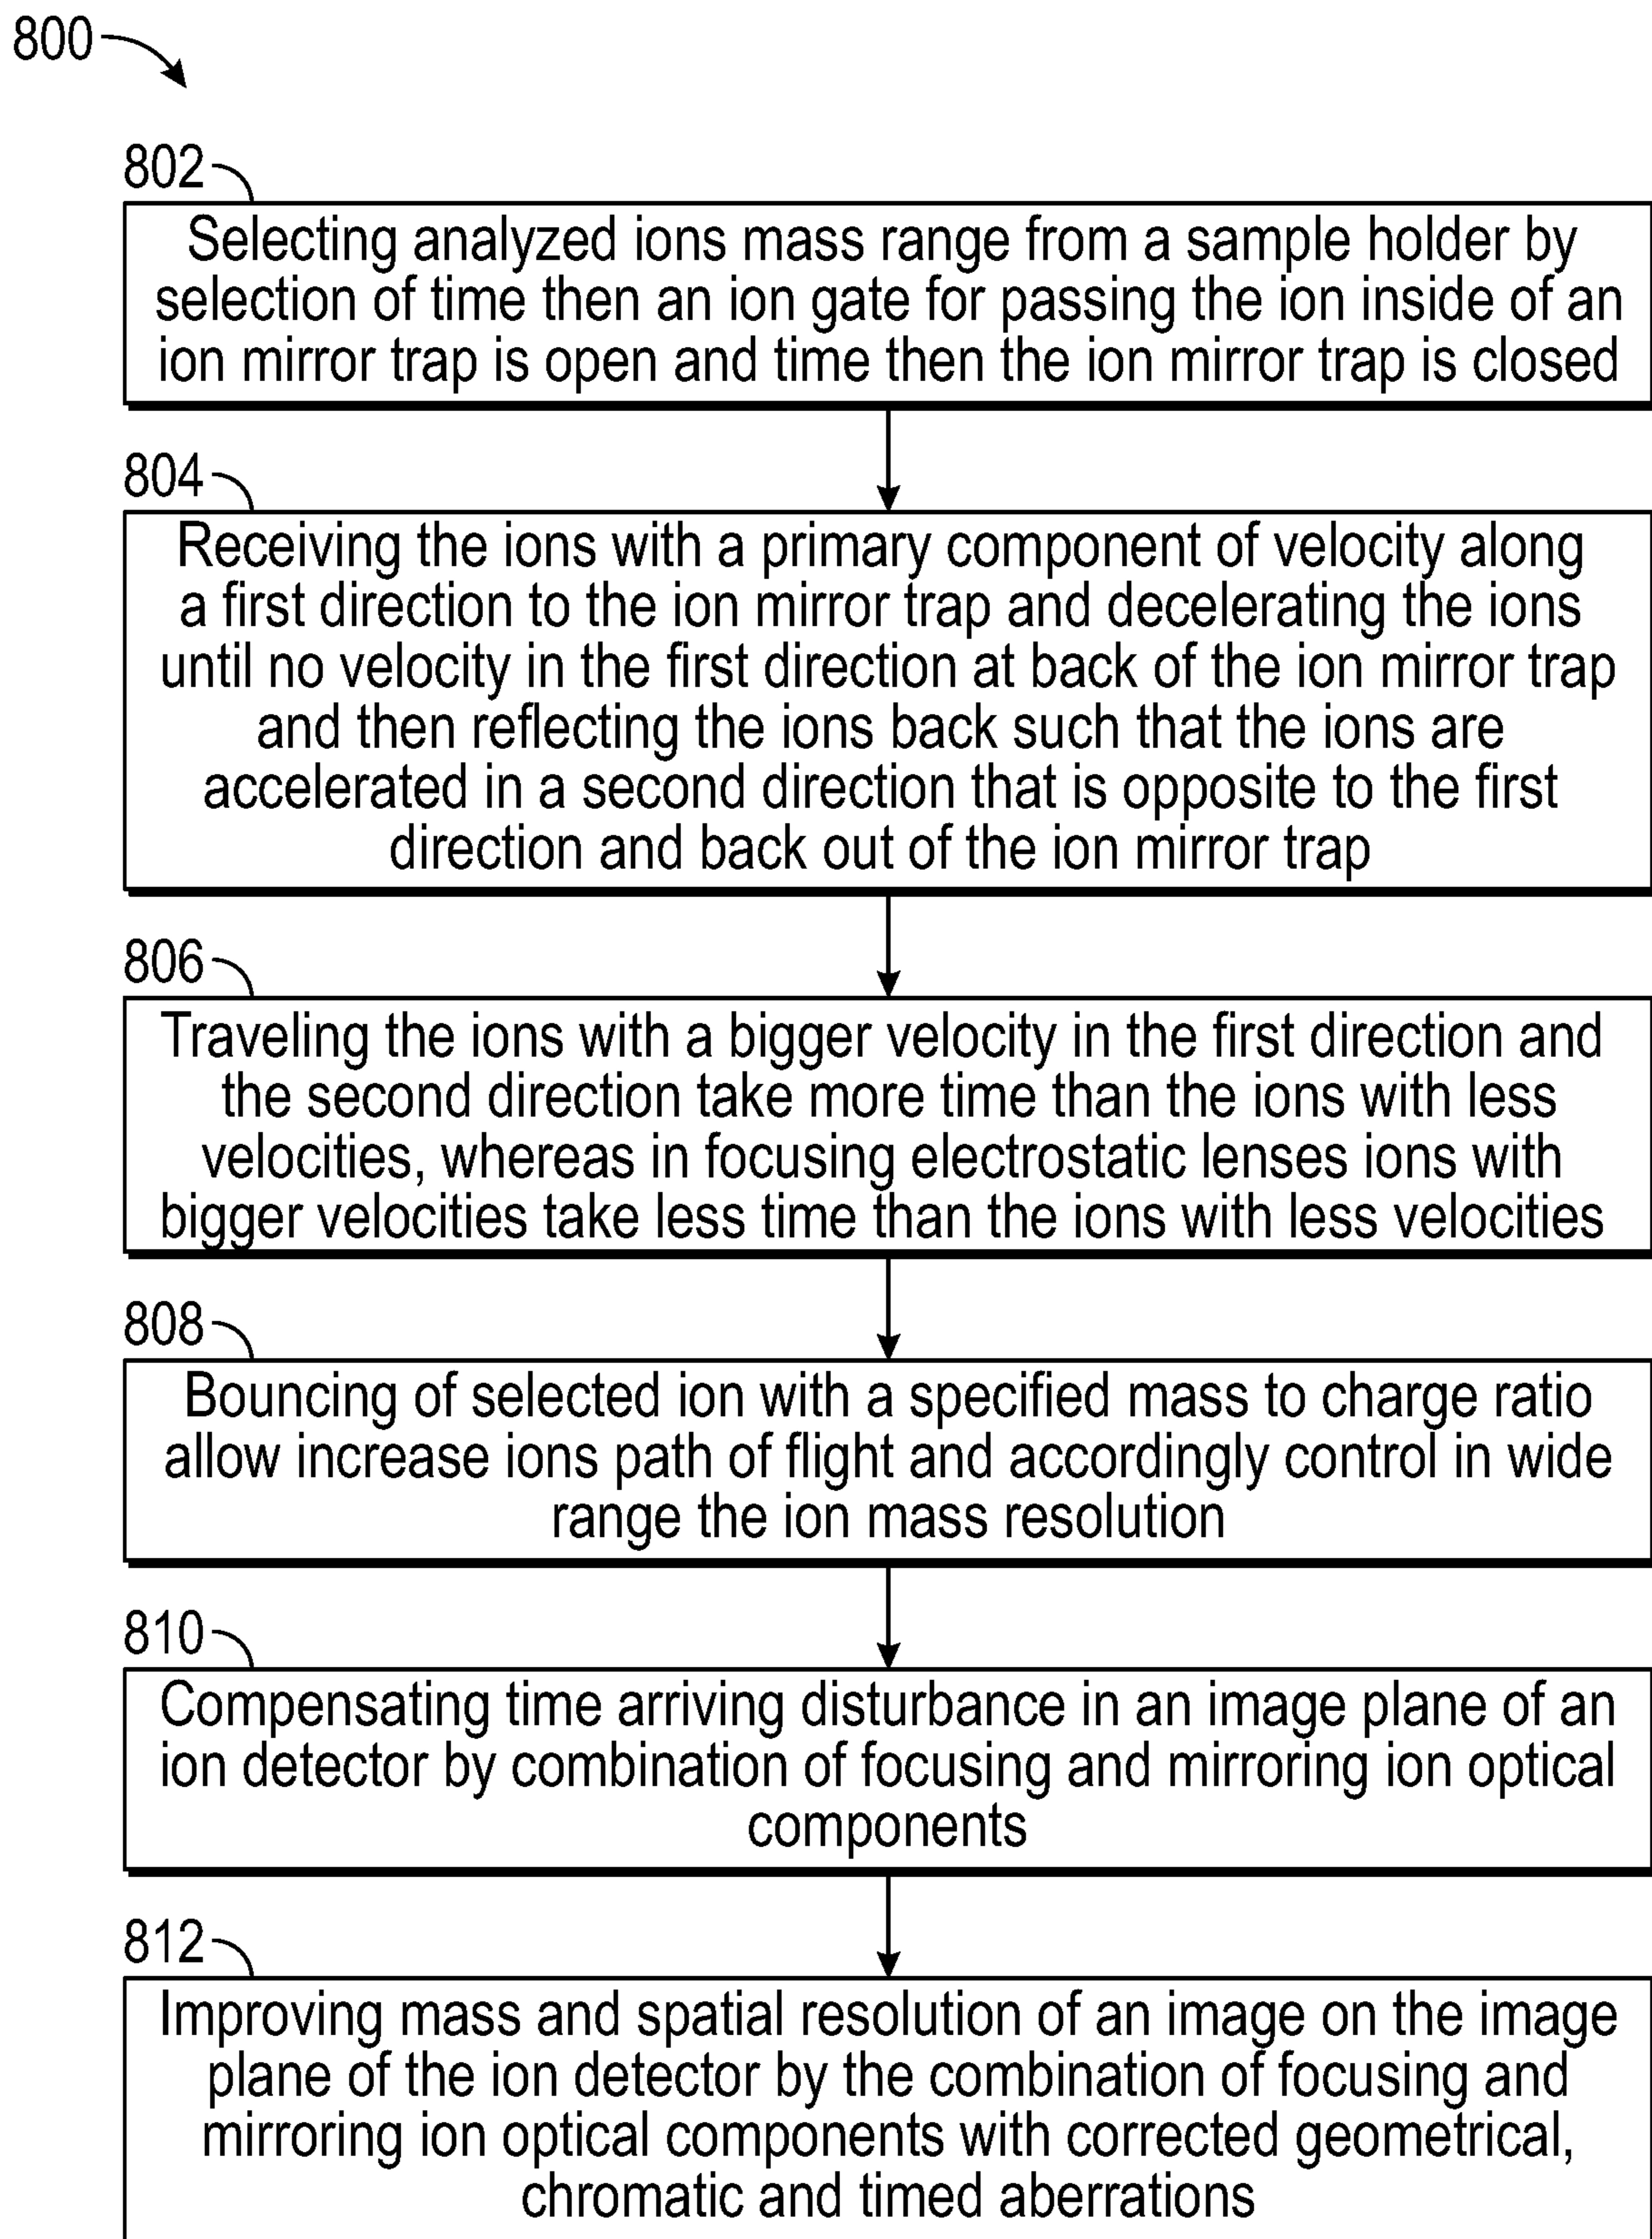 800
802
Selecting analyzed ions mass range from a sample holder by
selection of time then an ion gate for passing the ion inside of an
ion mirror trap is open and time then the ion mirror trap is closed
804
Receiving the ions with a primary component of velocity along
a first direction to the ion mirror trap and decelerating the ions
until no velocity in the first direction at back of the ion mirror trap
and then reflecting the ions back such that the ions are
accelerated in a second direction that is opposite to the first
direction and back out of the ion mirror trap
806
Traveling the ions with a bigger velocity in the first direction and
the second direction take more time than the ions with less
velocities, whereas in focusing electrostatic lenses ions with
bigger velocities take less time than the ions with less velocities
808
Bouncing of selected ion with a specified mass to charge ratio
allow increase ions path of flight and accordingly control in wide
range the ion mass resolution
810
Compensating time arriving disturbance in an image plane of an
ion detector by combination of focusing and mirroring ion optical
components
812
Improving mass and spatial resolution of an image on the image
plane of the ion detector by the combination of focusing and
mirroring ion optical components with corrected geometrical,
chromatic and timed aberrations